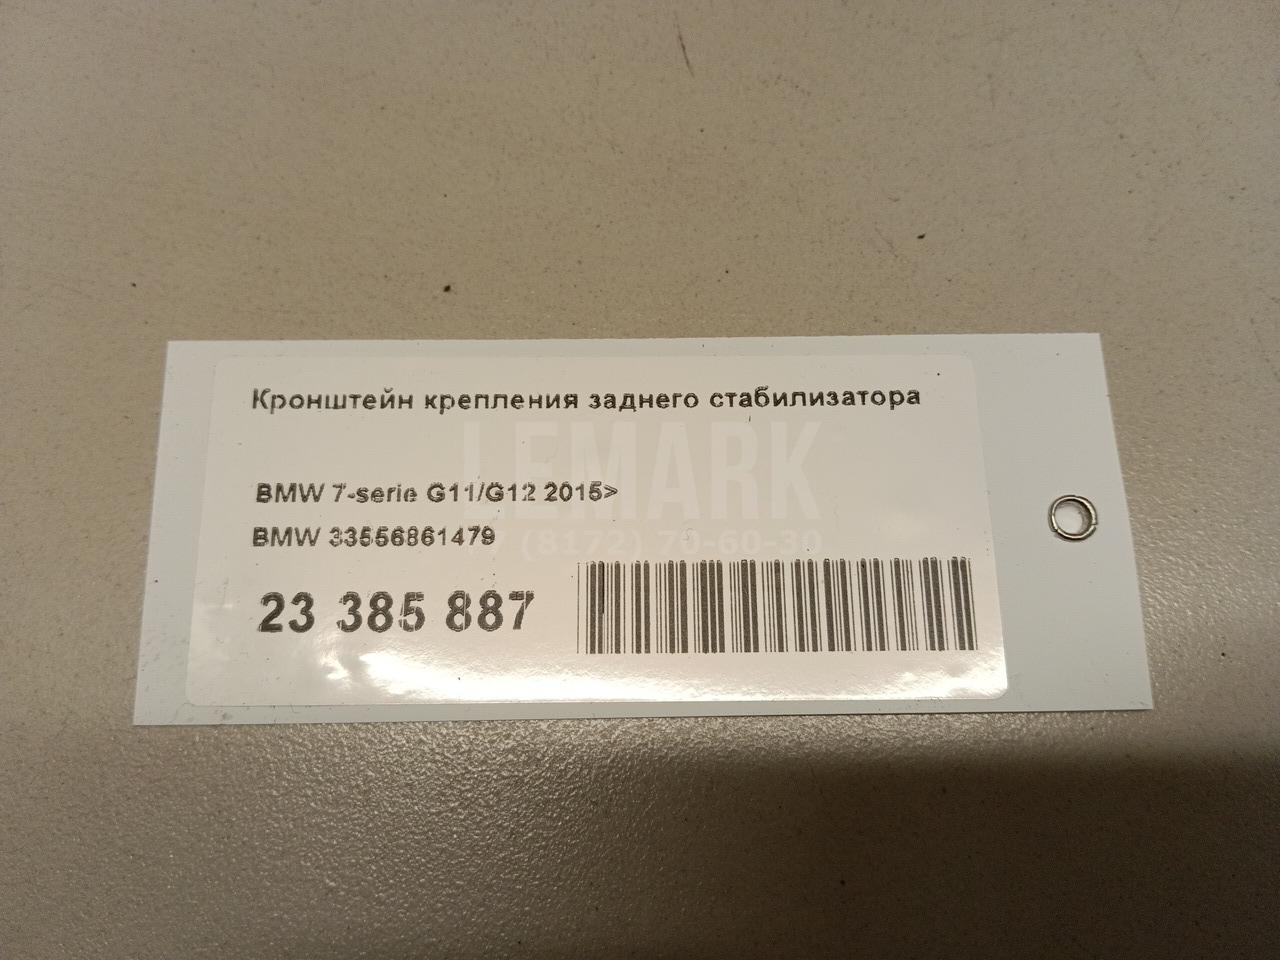 Кронштейн крепления заднего стабилизатора
LEMARK
BMW 7-serie G11/G12 2015>
BMW 33556861479
(8172) 70-60-30
23 385 887